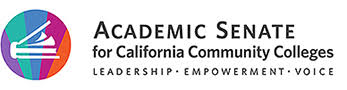 ACADEMIC SENATE
for California Community Colleges
LEADERSHIP · EMPOWERMENT · VOICE